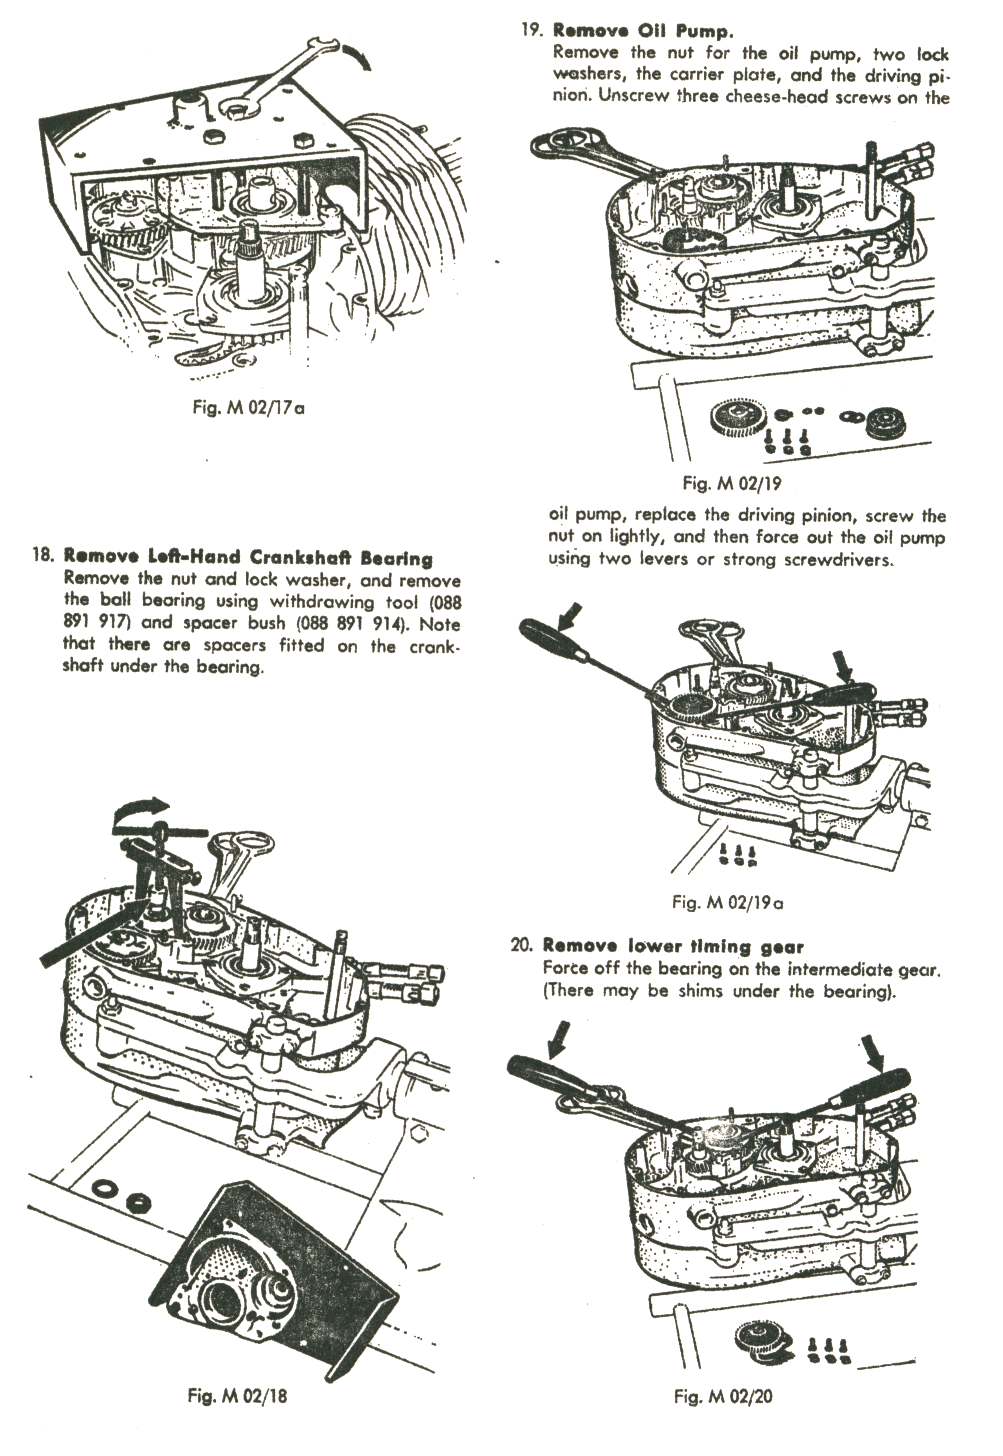 Fig. M 02/17a
18. Remove Left-Hand Crankshaft Bearing
Remove the nut and lock washer, and remove
the ball bearing using withdrawing tool (088
891 917) and spacer bush (088 891 914). Note
that there are spacers fitted on the crank-
shaft under the bearing.
Fig. M 02/18
19. Remove Oil Pump.
Remove the nut for the oil pump, two lock
washers, the carrier plate, and the driving pi-
nion. Unscrew three cheese-head screws on the
Fig. M 02/19
oil pump, replace the driving pinion, screw the
nut on lightly, and then force out the oil pump
using two levers or strong screwdrivers.
Fig. M 02/19a
20. Remove lower timing gear
Force off the bearing on the intermediate gear.
(There may be shims under the bearing).
Fig. M 02/20